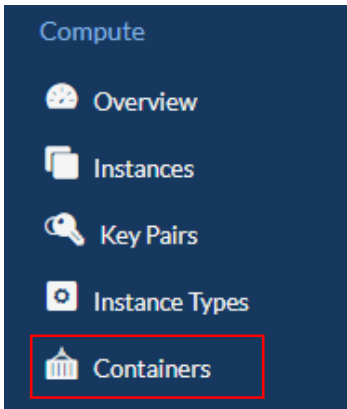 Compute
Overview
Instances
Key Pairs
Instance Types
Containers